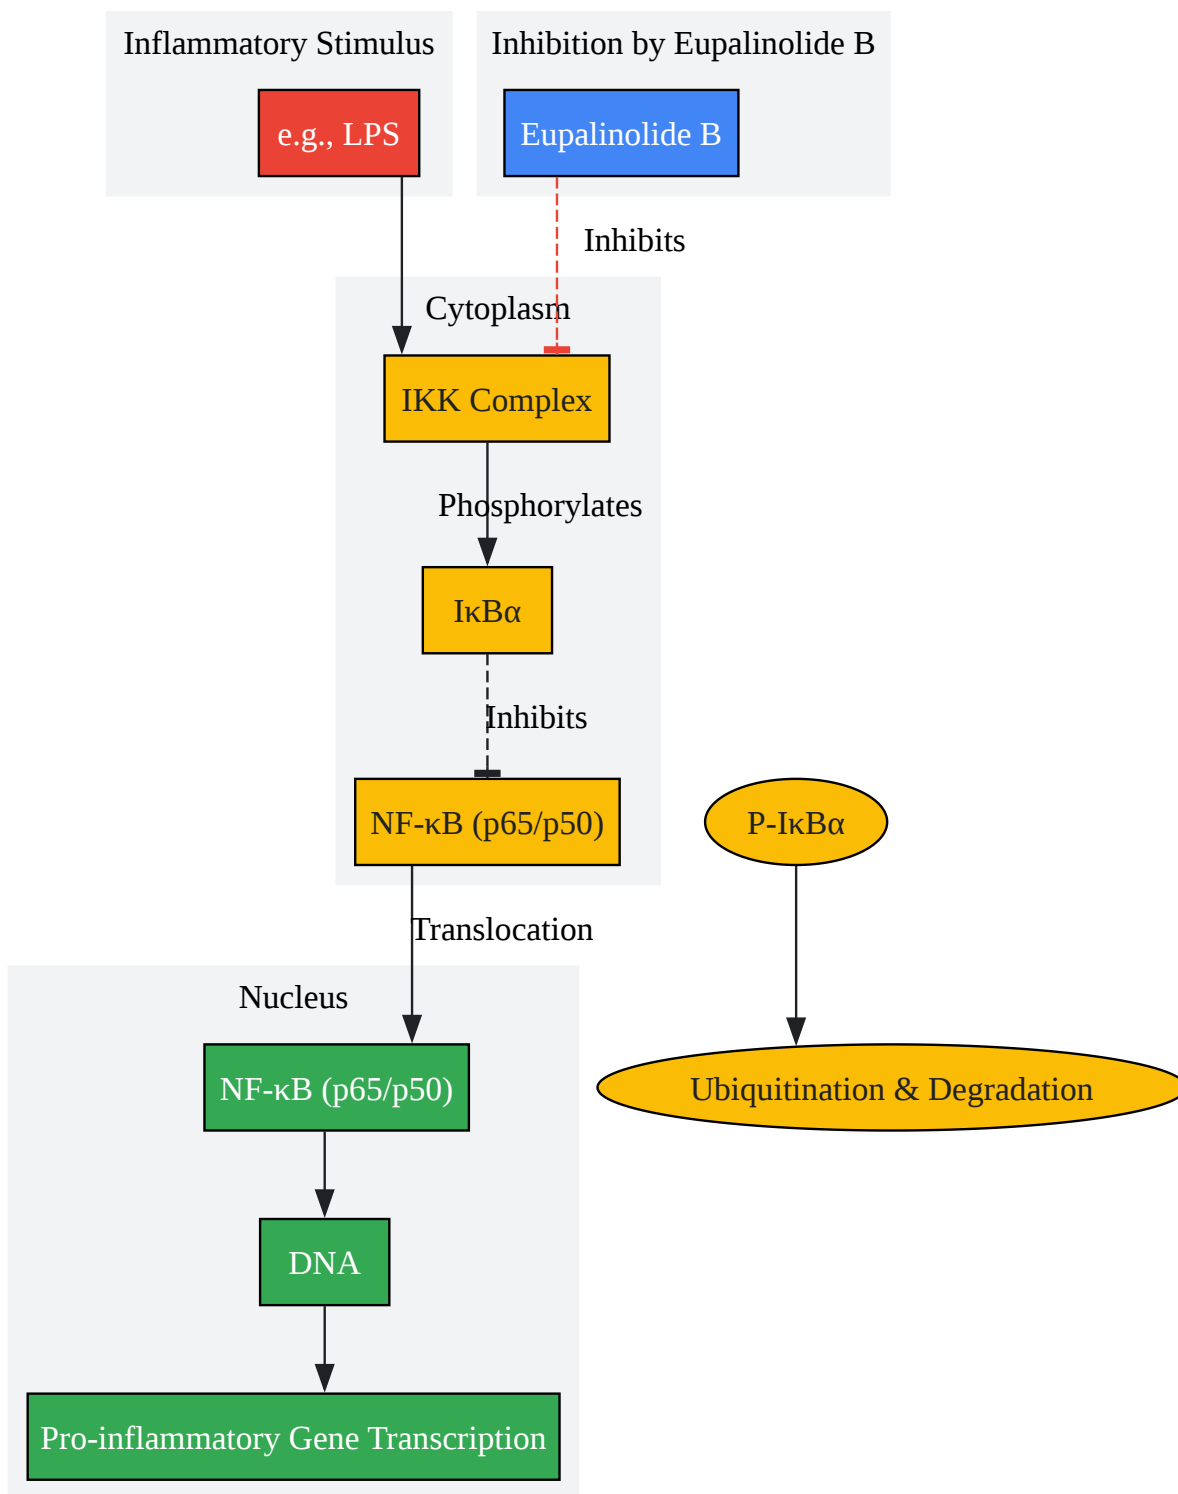 Inflammatory Stimulus
Inhibition by Eupalinolide B
e.g., LPS
Eupalinolide B
Inhibits
Cytoplasm
IKK Complex
Phosphorylates
IκBα
Inhibits
NF-κB (p65/p50)
P-IκBα
Translocation
Nucleus
NF-κB (p65/p50)
Ubiquitination & Degradation
DNA
Pro-inflammatory Gene Transcription